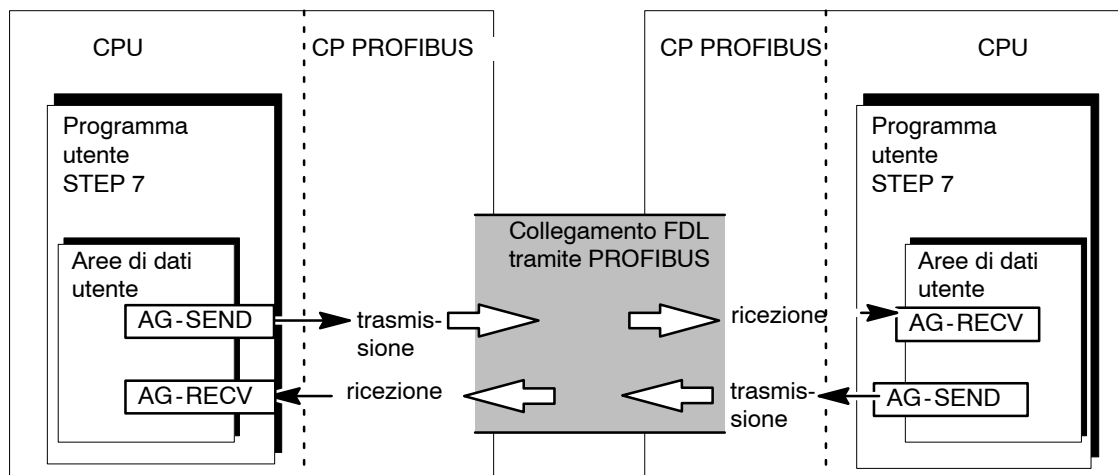 CPU
CP PROFIBUS
CP PROFIBUS
CPU
Programma
utente
STEP 7
Aree di dati
utente
AG-SEND
AG-RECV
trasmis-
sione
ricezione
Collegamento FDL
tramite PROFIBUS
ricezione
trasmis-
sione
Programma
utente
STEP 7
Aree di dati
utente
AG-RECV
AG-SEND